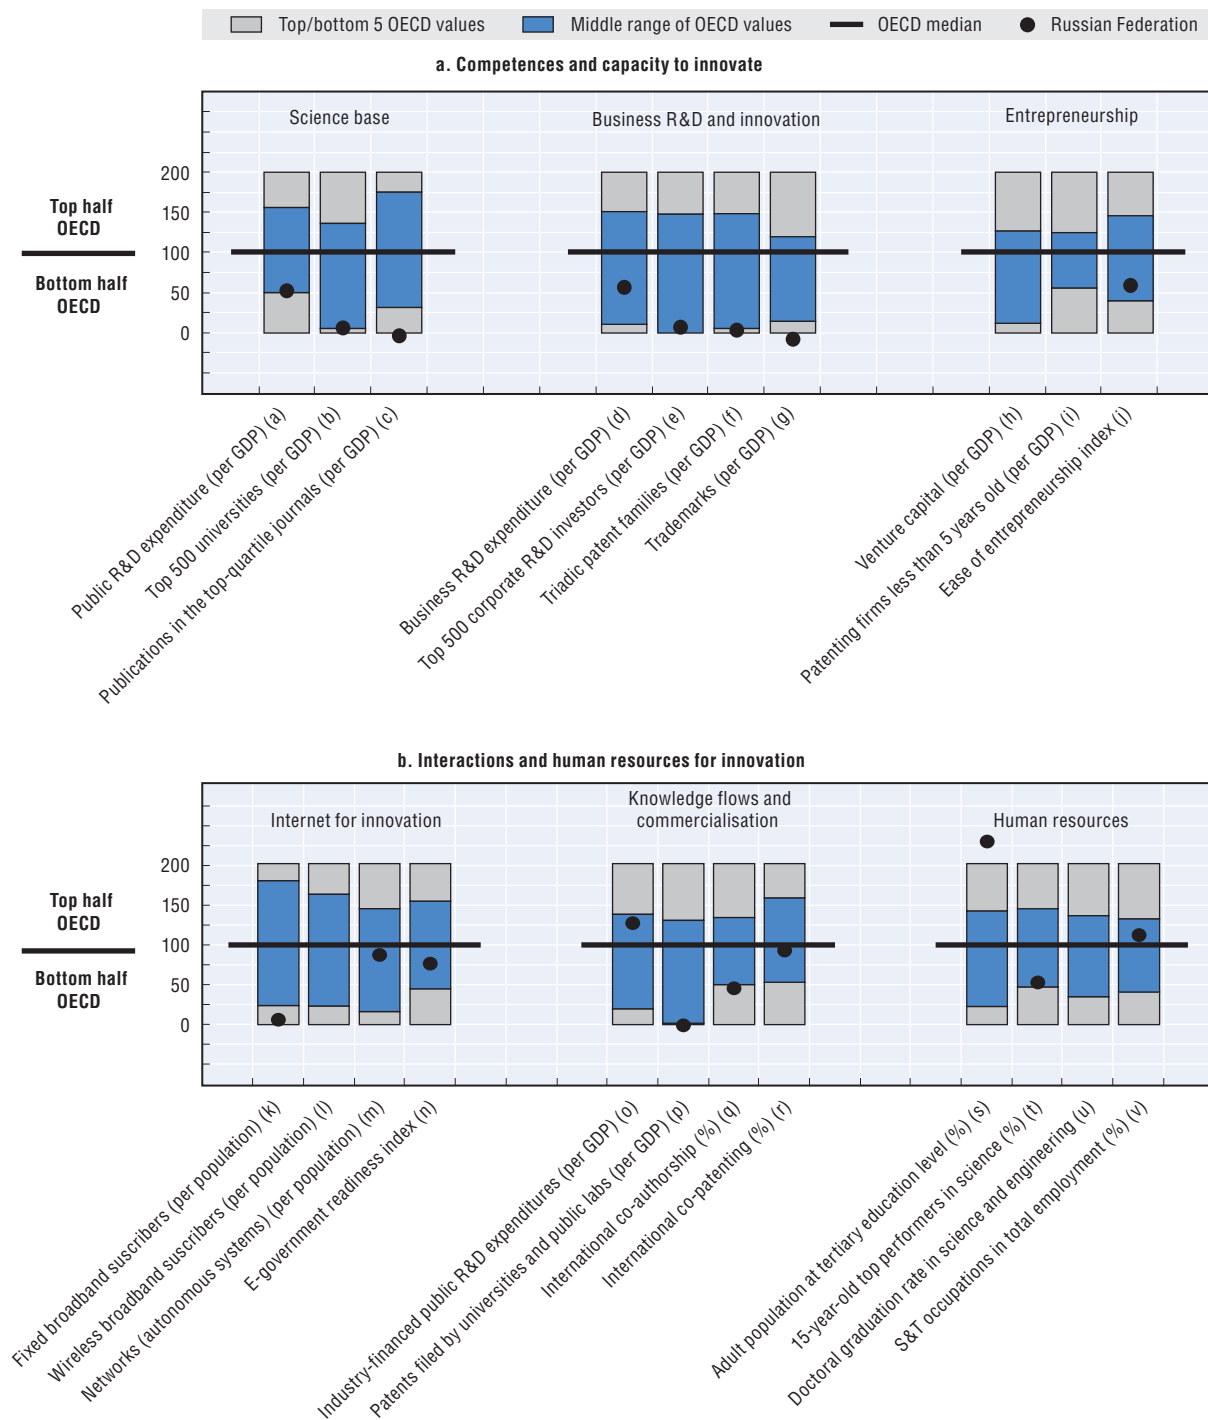 Top/bottom 5 OECD values Middle range of OECD values OECD median Russian Federation
a. Competences and capacity to innovate
Science base Business R&D and innovation Entrepreneurship
200
150
100
50
0
Top half
OECD
Bottom half
OECD
Public R&D expenditure (per GDP) (a)
Top 500 universities (per GDP) (b)
Publications in the top-quartile journals (per GDP) (c)
Business R&D expenditure (per GDP) (d)
Top 500 corporate R&D investors (per GDP) (e)
Triadic patent families (per GDP) (f)
Trademarks (per GDP) (g)
Venture capital (per GDP) (h)
Patenting firms less than 5 years old (per GDP) (i)
Ease of entrepreneurship index (j)
b. Interactions and human resources for innovation
Internet for innovation
Knowledge flows and
commercialisation
Human resources
200
150
100
50
0
Top half
OECD
Bottom half
OECD
Fixed broadband suscribers (per population) (k)
Wireless broadband suscribers (per population) (l)
Networks (autonomous systems) (per population) (m)
E-government readiness index (n)
Industry-financed public R&D expenditures (per GDP) (o)
Patents filed by universities and public labs (per GDP) (p)
International co-authorship (%) (q)
International co-patenting (%) (r)
Adult population at tertiary education level (%) (s)
15-year-old top performers in science (%) (t)
Doctoral graduation rate in science and engineering (u)
S&T occupations in total employment (%) (v)